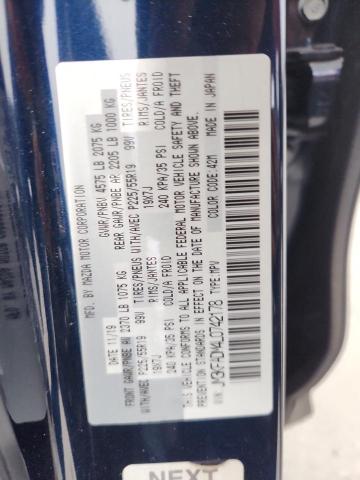 MFD. BY MAZDA MOTOR CORPORATION
DATE: 11/19 GVWR/PNBV 4575 LB 2075 KG
FRONT GAWR/PNBE AV 2370 LB 1075 KG REAR GAWR/PNBE AR 2205 LB 1000 KG
WITH/AVEC P225/55R19 99V TIRES/PNEUS WITH/AVEC P225/55R19 99V TIRES/PNEUS
19X7J RIMS/JANTES 19X7J RIMS/JANTES
240 KPA/35 PSI COLD/A FROID 240 KPA/35 PSI COLD/A FROID
THIS VEHICLE CONFORMS TO ALL APPLICABLE FEDERAL MOTOR VEHICLE SAFETY AND THEFT
PREVENTION STANDARDS IN EFFECT ON THE DATE OF MANUFACTURE SHOWN ABOVE.
TYPE: MPV COLOR CODE: 42M MADE IN JAPAN
NEXT